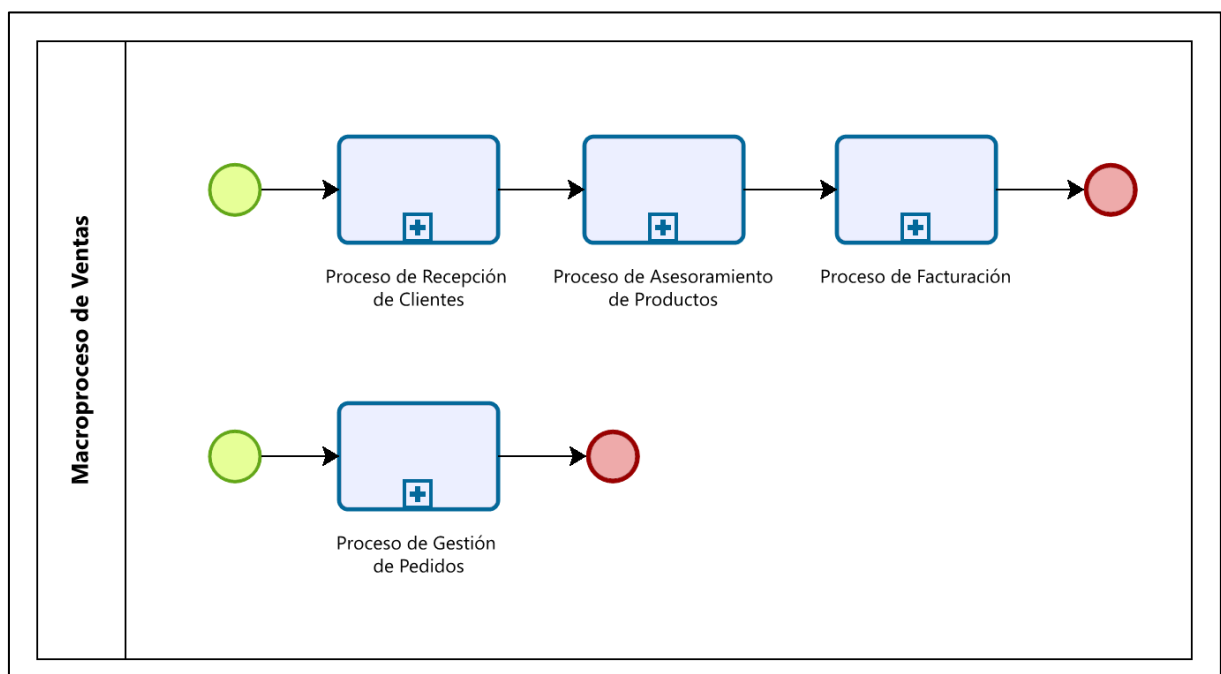 Macroproceso de Ventas
Proceso de Recepción
de Clientes
Proceso de Asesoramiento
de Productos
Proceso de Facturación
Proceso de Gestión
de Pedidos